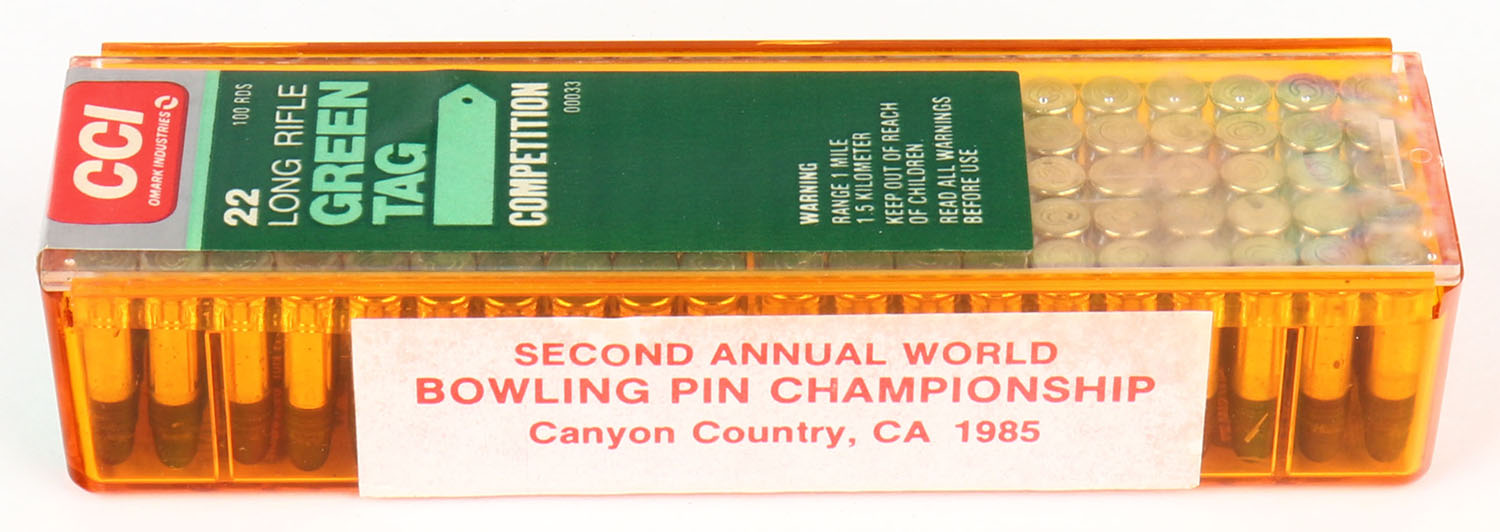 CCI
OMARK INDUSTRIES
100 RDS
22
LONG RIFLE
GREEN
TAG
COMPETITION
00033
WARNING
RANGE 1 MILE
1.5 KILOMETER
KEEP OUT OF REACH
OF CHILDREN.
READ ALL WARNINGS
BEFORE USE.
SECOND ANNUAL WORLD
BOWLING PIN CHAMPIONSHIP
Canyon Country, CA 1985